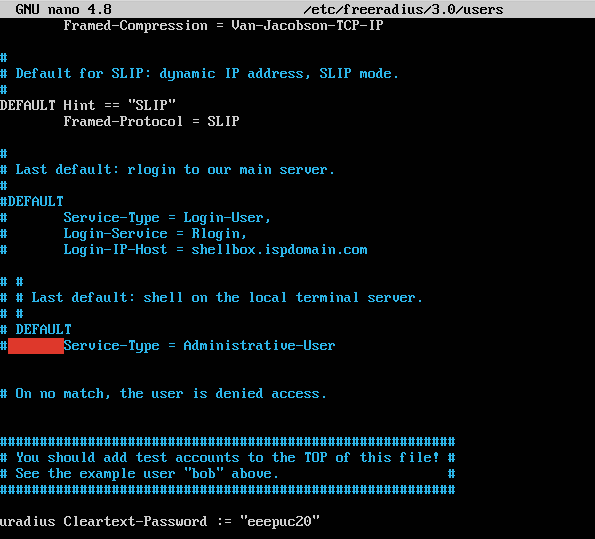 GNU nano 4.8 /etc/freeradius/3.0/users
Framed-Compression = Van-Jacobson-TCP-IP
#
# Default for SLIP: dynamic IP address, SLIP mode.
#
DEFAULT Hint == "SLIP"
Framed-Protocol = SLIP
#
# Last default: rlogin to our main server.
#
#DEFAULT
# Service-Type = Login-User,
# Login-Service = Rlogin,
# Login-IP-Host = shellbox.ispdomain.com
# #
# # Last default: shell on the local terminal server.
# #
# DEFAULT
# Service-Type = Administrative-User
# On no match, the user is denied access.
#########################################################
# You should add test accounts to the TOP of this file! #
# See the example user "bob" above. #
#########################################################
uradius Cleartext-Password := "eeepuc20"